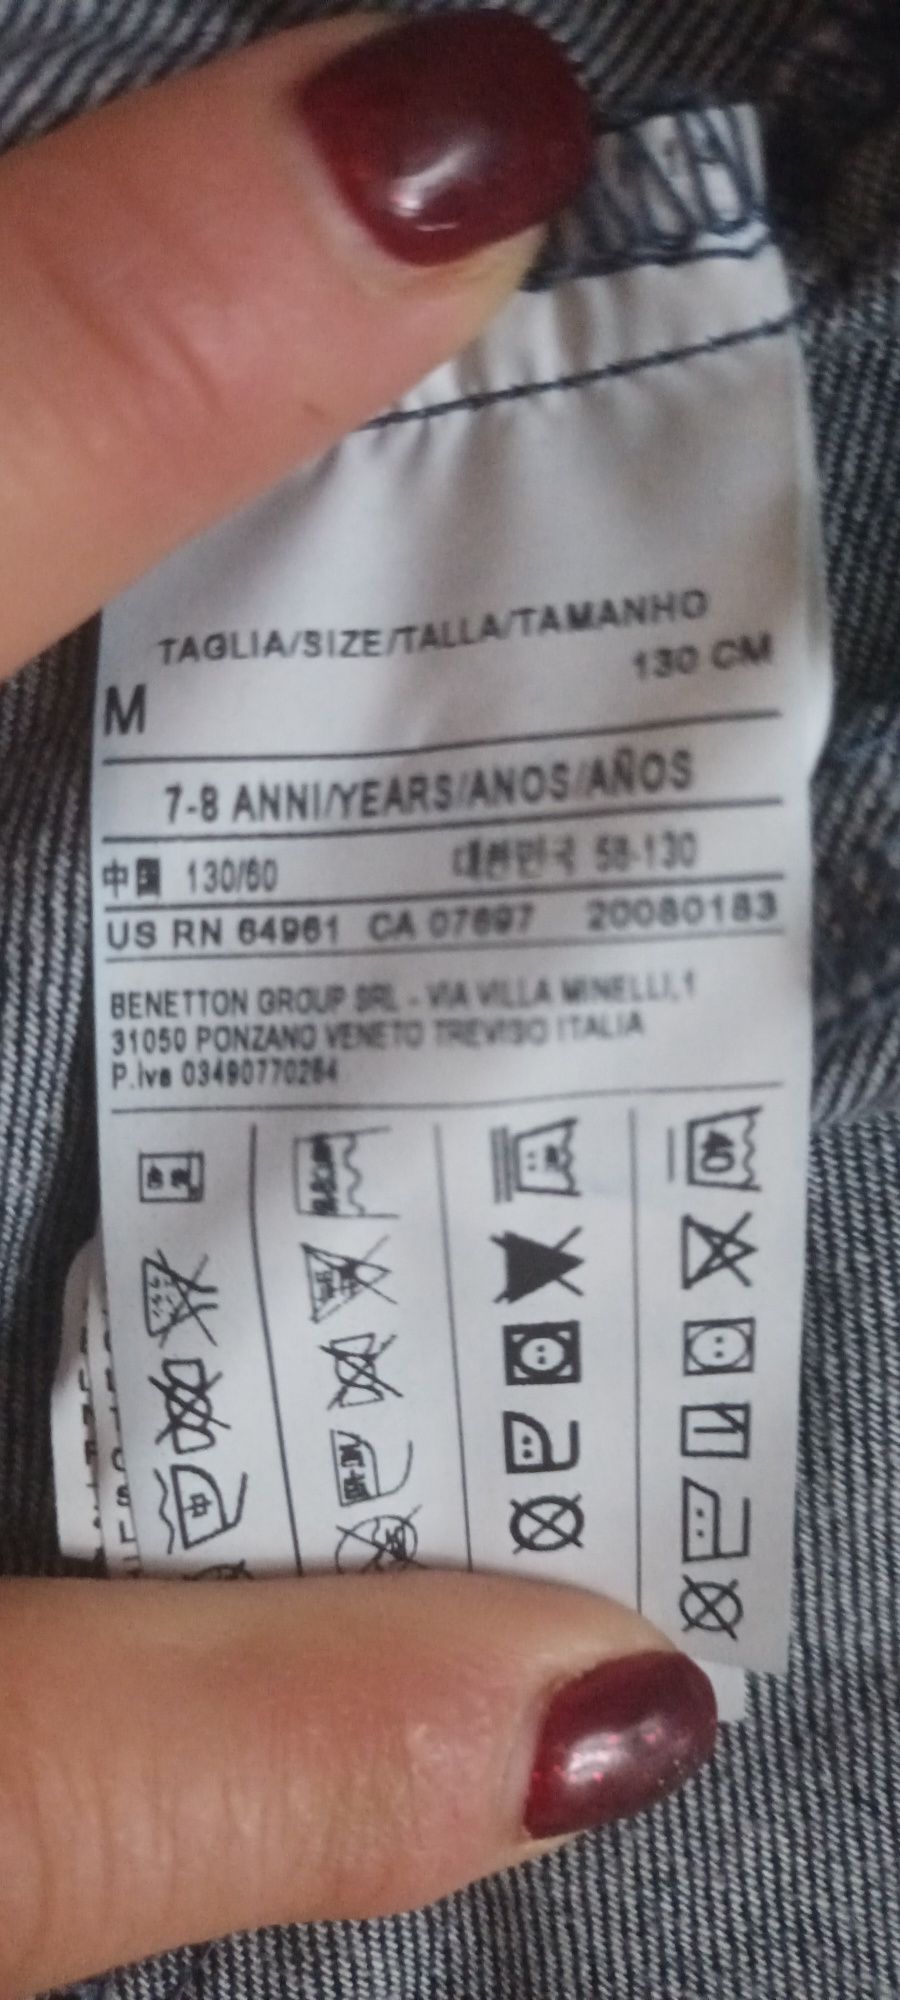 TAGLIA/SIZE/TALLA/TAMANHO
M 130 CM
7-8 ANNI/YEARS/ANOS/AÑOS
中国 130/60 대한민국 58-130
US RN 64961 CA 07697 20080183
BENETTON GROUP SRL - VIA VILLA MINELLI,1
31050 PONZANO VENETO TREVISO ITALIA
P.iva 03490770264
40
中